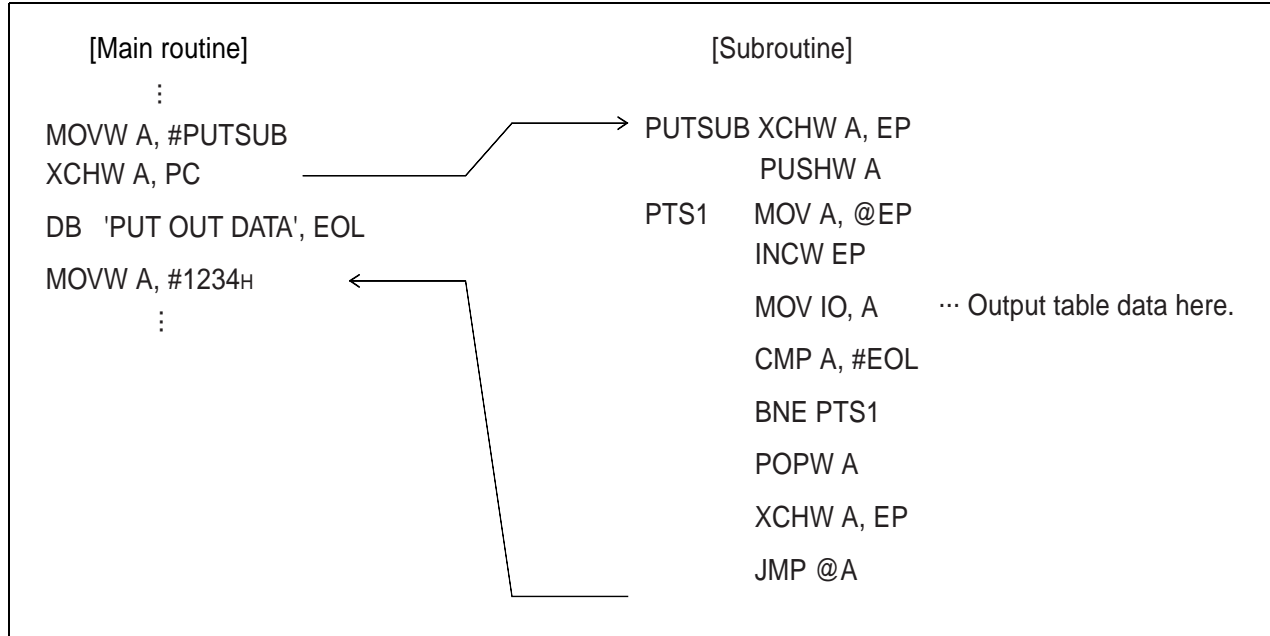 [Main routine]
⋮
MOVW A, #PUTSUB
XCHW A, PC
DB 'PUT OUT DATA', EOL
MOVW A, #1234H
⋮
[Subroutine]
PUTSUB XCHW A, EP
PUSHW A
PTS1 MOV A, @EP
INCW EP
MOV IO, A ··· Output table data here.
CMP A, #EOL
BNE PTS1
POPW A
XCHW A, EP
JMP @A